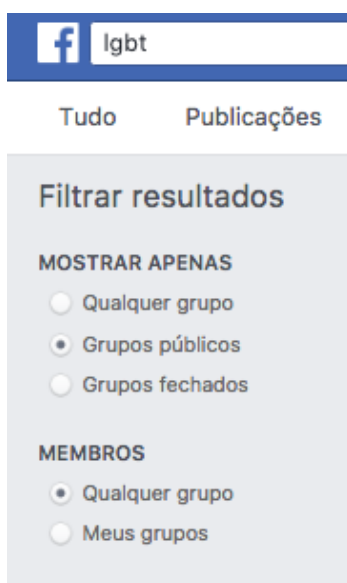 lgbt
Tudo Publicações
Filtrar resultados
MOSTRAR APENAS
Qualquer grupo
Grupos públicos
Grupos fechados
MEMBROS
Qualquer grupo
Meus grupos